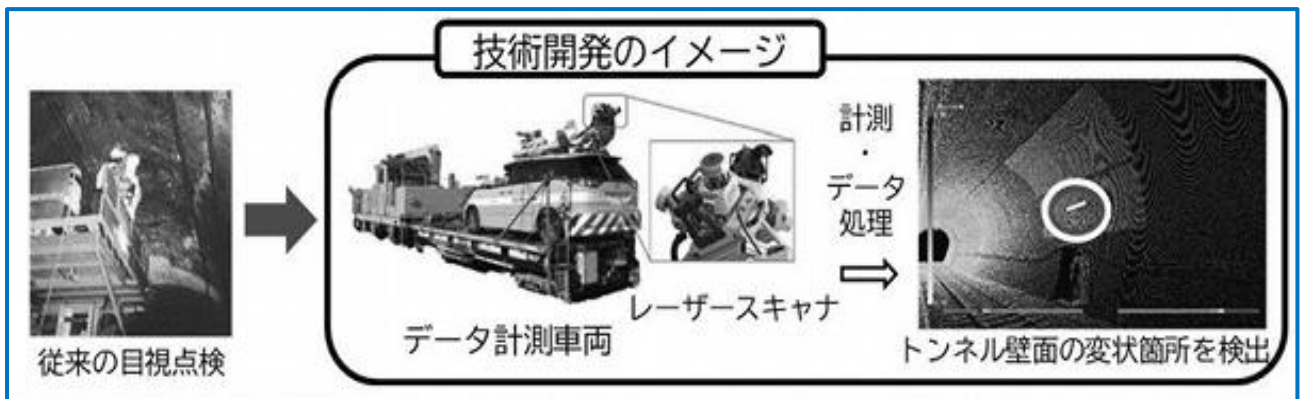 技術開発のイメージ
従来の目視点検
データ計測車両
レーザースキャナ
計測
・
データ
処理
トンネル壁面の変状箇所を検出